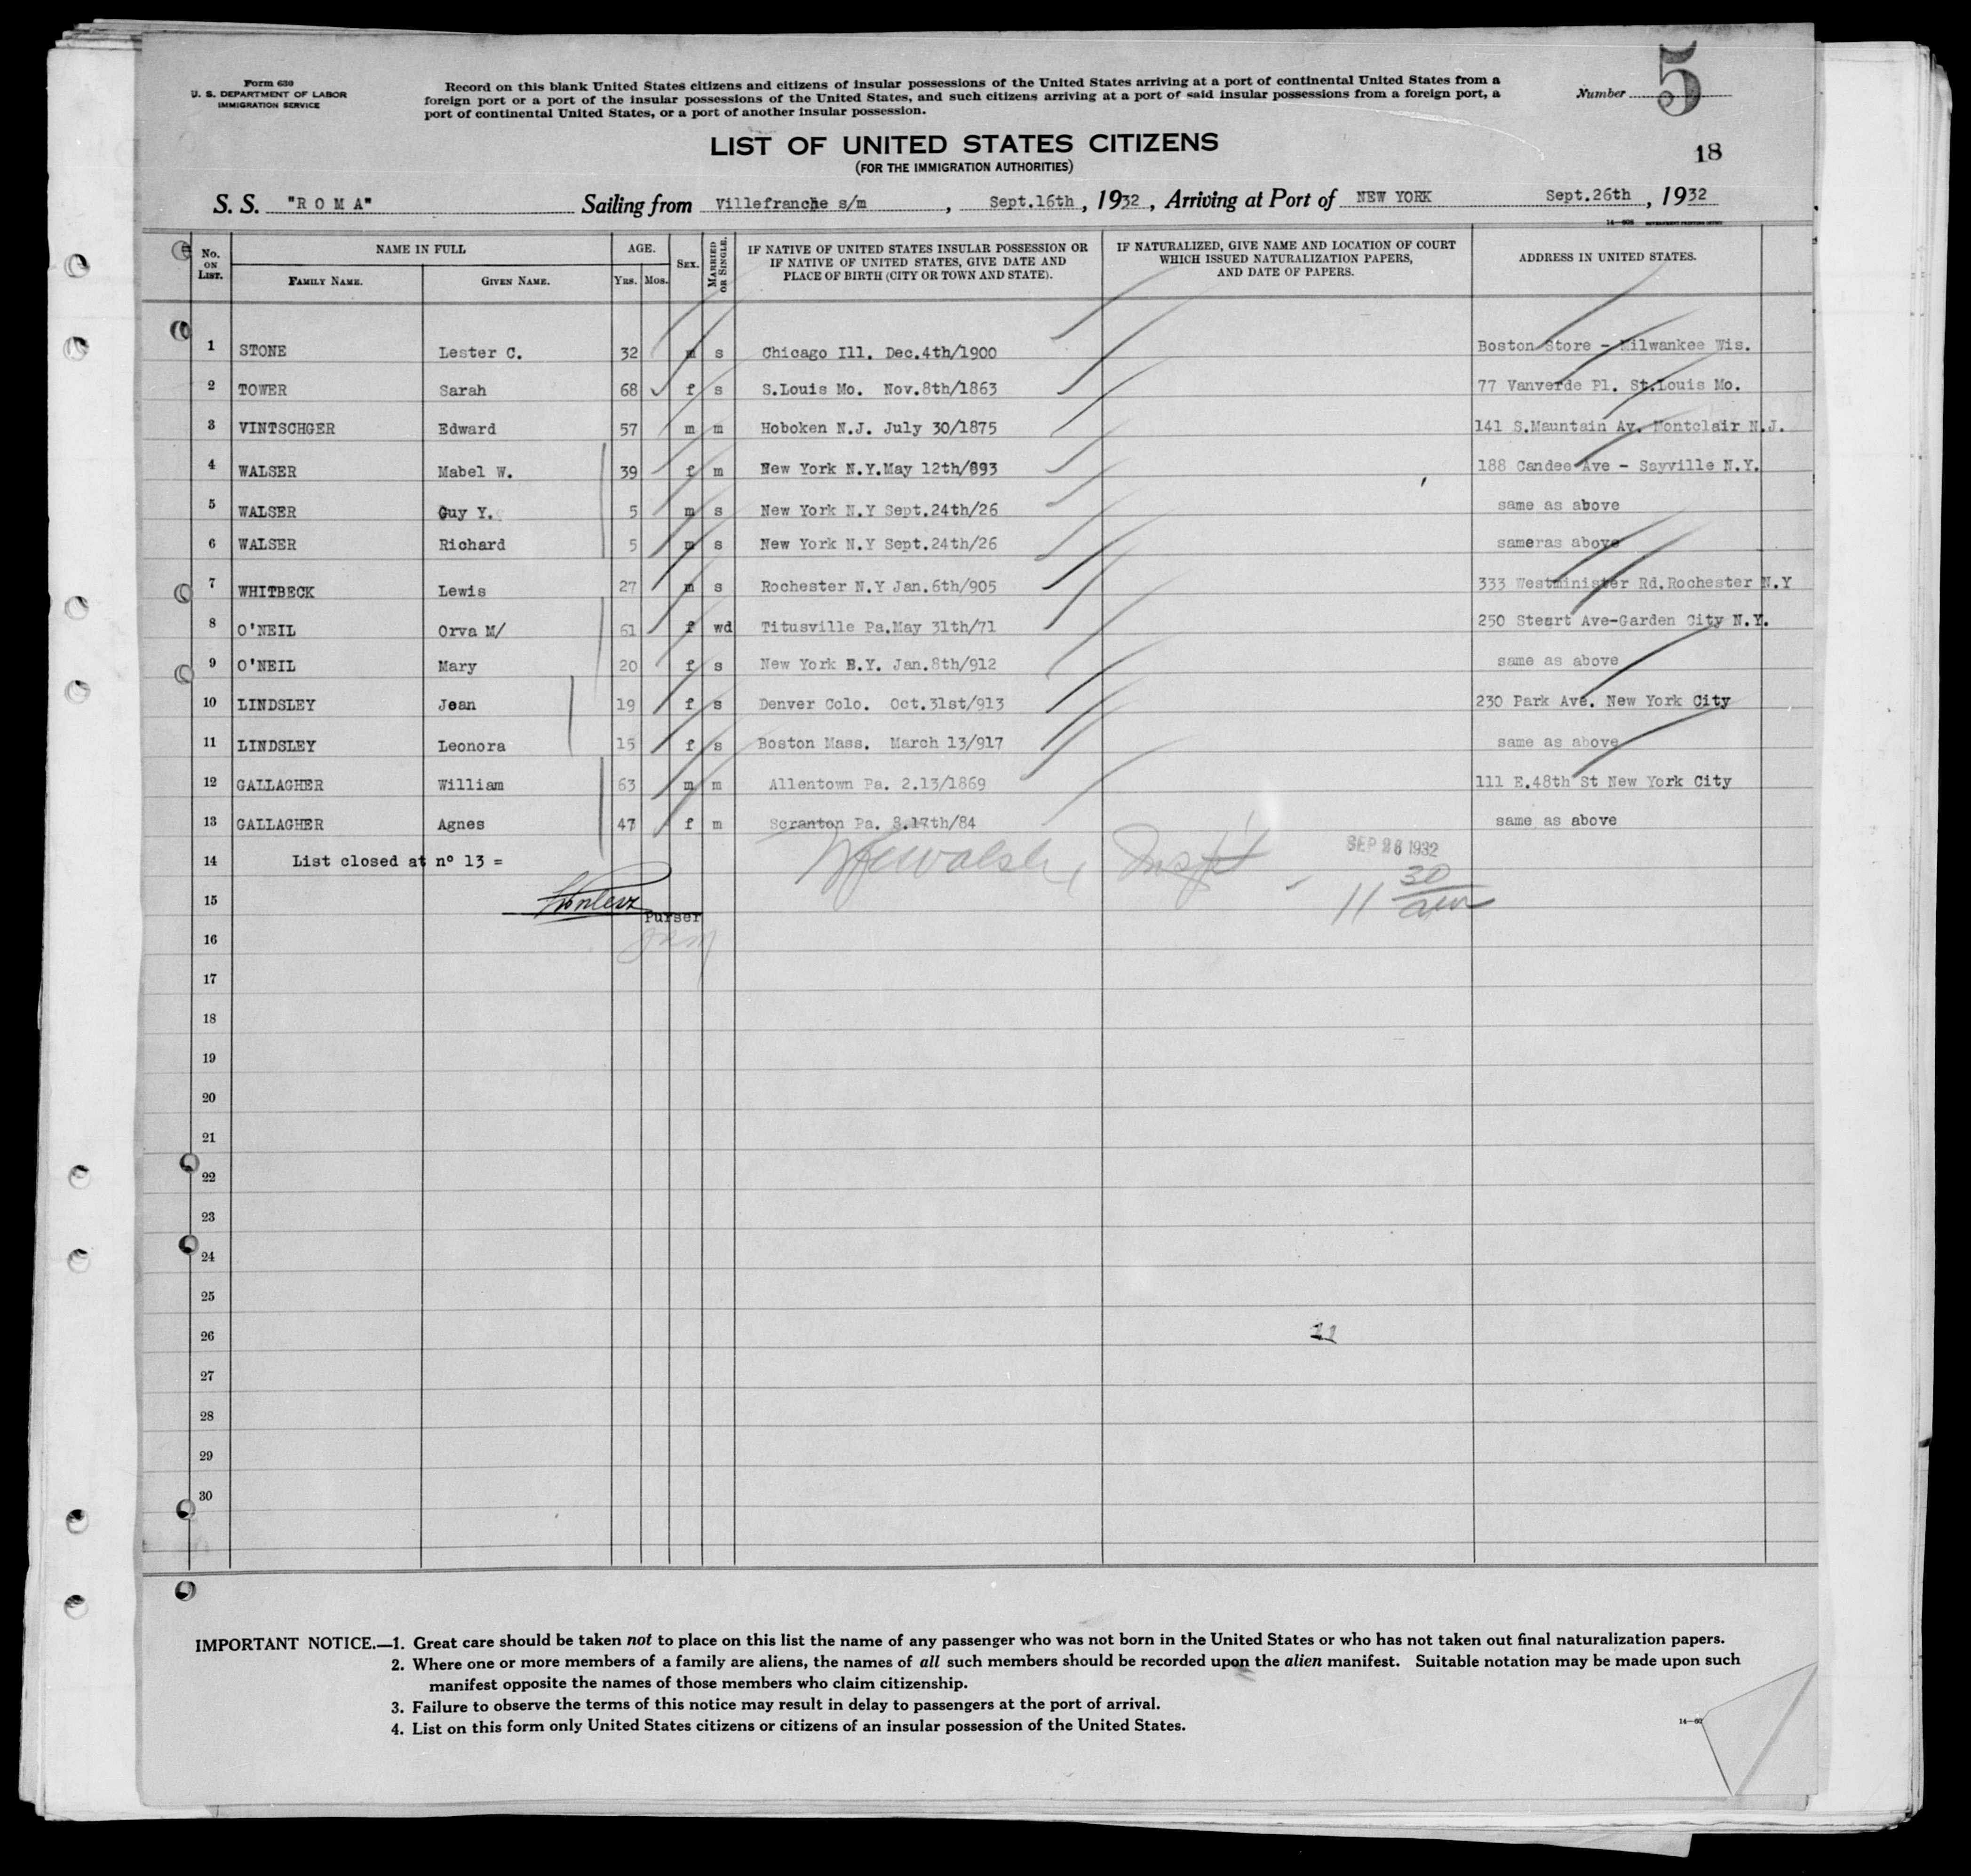 Form 630
U. S. DEPARTMENT OF LABOR
IMMIGRATION SERVICE
Record on this blank United States citizens and citizens of insular possessions of the United States arriving at a port of continental United States from a
foreign port or a port of the insular possessions of the United States, and such citizens arriving at a port of said insular possessions from a foreign port, a
port of continental United States, or a port of another insular possession.
Number 5
18
LIST OF UNITED STATES CITIZENS
(FOR THE IMMIGRATION AUTHORITIES)
S. S. "R O M A" Sailing from Villefranche s/m , Sept.16th , 1932 , Arriving at Port of NEW YORK Sept.26th , 1932
No. ON LIST. NAME IN FULL FAMILY NAME. GIVEN NAME. AGE. YRS. MOS. SEX. MARRIED OR SINGLE. IF NATIVE OF UNITED STATES INSULAR POSSESSION OR IF NATIVE OF UNITED STATES, GIVE DATE AND PLACE OF BIRTH (CITY OR TOWN AND STATE). IF NATURALIZED, GIVE NAME AND LOCATION OF COURT WHICH ISSUED NATURALIZATION PAPERS, AND DATE OF PAPERS. ADDRESS IN UNITED STATES.
1 STONE Lester C. 32 m s Chicago Ill. Dec.4th/1900 Boston Store - Milwankee Wis.
2 TOWER Sarah 68 f s S.Louis Mo. Nov.8th/1863 77 Vanverde Pl. St.Louis Mo.
3 VINTSCHGER Edward 57 m m Hoboken N.J. July 30/1875 141 S.Mauntain Av. Montclair N.J.
4 WALSER Mabel W. 39 f m New York N.Y.May 12th/893 188 Candee Ave - Sayville N.Y.
5 WALSER Guy Y. 5 m s New York N.Y Sept.24th/26 same as above
6 WALSER Richard 5 m s New York N.Y Sept.24th/26 sameras above
7 WHITBECK Lewis 27 m s Rochester N.Y Jan.6th/905 333 Westminister Rd.Rochester N.Y
8 O'NEIL Orva M/ 61 f wd Titusville Pa.May 31th/71 250 Steart Ave-Garden City N.Y.
9 O'NEIL Mary 20 f s New York Jan.8th/912 same as above
10 LINDSLEY Jean 19 f s Denver Colo. Oct.31st/913 230 Park Ave. New York City
11 LINDSLEY Leonora 15 f s Boston Mass. March 13/917 same as above
12 GALLAGHER William 63 m m Allentown Pa. 2.13/1869 111 E.48th St New York City
13 GALLAGHER Agnes 47 f m Scranton Pa. 8.17th/84 same as above
14 List closed at nº 13 =
SEP 26 1932
11 30 am
15
Purser
16
17
18
19
20
21
22
23
24
25
26
27
28
29
30
IMPORTANT NOTICE.—1. Great care should be taken not to place on this list the name of any passenger who was not born in the United States or who has not taken out final naturalization papers.
2. Where one or more members of a family are aliens, the names of all such members should be recorded upon the alien manifest. Suitable notation may be made upon such
manifest opposite the names of those members who claim citizenship.
3. Failure to observe the terms of this notice may result in delay to passengers at the port of arrival.
4. List on this form only United States citizens or citizens of an insular possession of the United States.